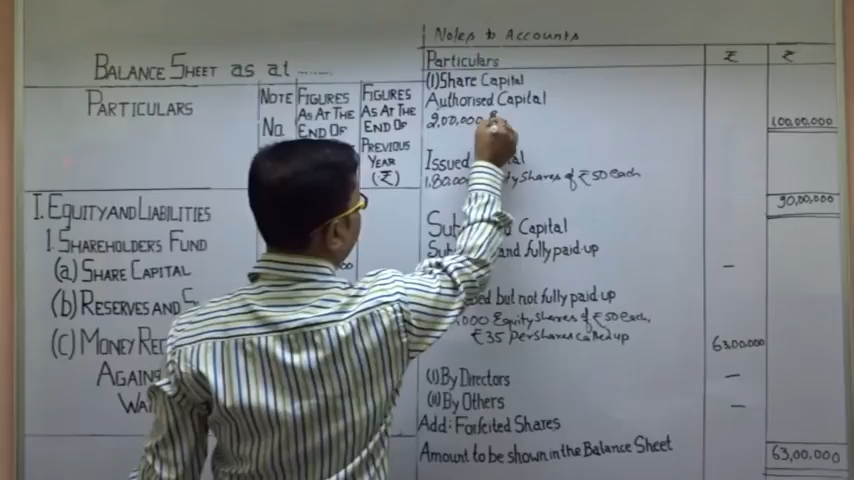 BALANCE SHEET as at ......
PARTICULARS
NOTE No.
FIGURES AS AT THE END OF
FIGURES AS AT THE END OF PREVIOUS YEAR (₹)
I. EQUITY AND LIABILITIES
1. SHAREHOLDERS FUND
(a) SHARE CAPITAL
(b) RESERVES AND
(c) MONEY
AGAINS
WA
Notes to Accounts
Particulars ₹ ₹
(1) Share Capital
Authorised Capital
2,00,000 100,00,000
Issued
1,80,000 Equity Shares of ₹50 each
90,00,000
Capital
and fully paid-up
—
but not fully paid up
000 Equity Shares of ₹50 each,
₹35 per shares called up 63,00,000
(i) By Directors —
(ii) By Others —
Add: Forfeited Shares
Amount to be shown in the Balance Sheet 63,00,000